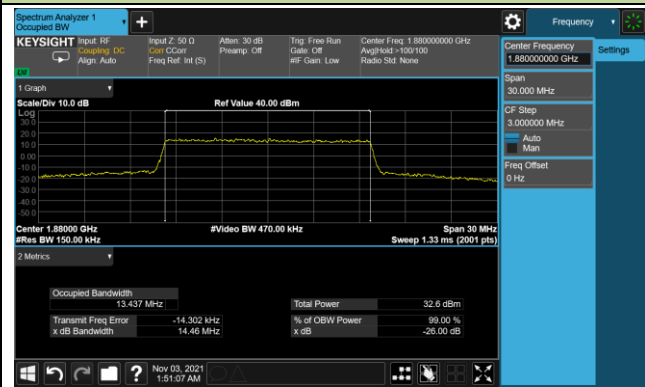 Spectrum Analyzer 1
Occupied BW
Frequency
KEYSIGHT Input: RF
Coupling: DC
Align: Auto
Input Z: 50 Ω
Corr CCorr
Freq Ref: Int (S)
Atten: 30 dB
Preamp: Off
Trig: Free Run
Gate: Off
#IF Gain: Low
Center Freq: 1.880000000 GHz
Avg|Hold:>100/100
Radio Std: None
Center Frequency
1.880000000 GHz
Settings
Span
30.000 MHz
CF Step
3.000000 MHz
Auto
Man
Freq Offset
0 Hz
1 Graph
Scale/Div 10.0 dB
Ref Value 40.00 dBm
Log
30.0
20.0
10.0
0.00
-10.0
-20.0
-30.0
-40.0
-50.0
Center 1.88000 GHz
#Video BW 470.00 kHz
Span 30 MHz
#Res BW 150.00 kHz
Sweep 1.33 ms (2001 pts)
2 Metrics
Occupied Bandwidth
13.437 MHz
Total Power 32.6 dBm
Transmit Freq Error -14.302 kHz
% of OBW Power 99.00 %
x dB Bandwidth 14.46 MHz
x dB -26.00 dB
Nov 03, 2021
1:51:07 AM